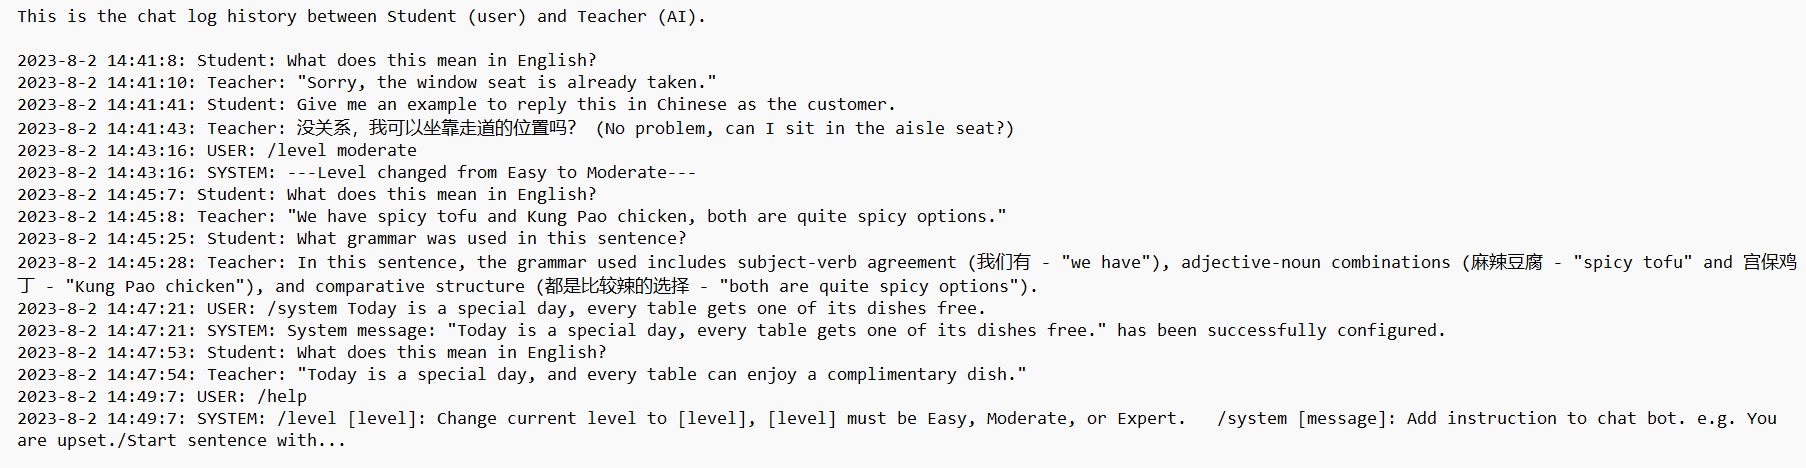 This is the chat log history between Student (user) and Teacher (AI).
2023-8-2 14:41:8: Student: What does this mean in English?
2023-8-2 14:41:10: Teacher: "Sorry, the window seat is already taken."
2023-8-2 14:41:41: Student: Give me an example to reply this in Chinese as the customer.
2023-8-2 14:41:43: Teacher: 没关系，我可以坐靠走道的位置吗？ (No problem, can I sit in the aisle seat?)
2023-8-2 14:43:16: USER: /level moderate
2023-8-2 14:43:16: SYSTEM: ---Level changed from Easy to Moderate---
2023-8-2 14:45:7: Student: What does this mean in English?
2023-8-2 14:45:8: Teacher: "We have spicy tofu and Kung Pao chicken, both are quite spicy options."
2023-8-2 14:45:25: Student: What grammar was used in this sentence?
2023-8-2 14:45:28: Teacher: In this sentence, the grammar used includes subject-verb agreement (我们有 - "we have"), adjective-noun combinations (麻辣豆腐 - "spicy tofu" and 宫保鸡
丁 - "Kung Pao chicken"), and comparative structure (都是比较辣的选择 - "both are quite spicy options").
2023-8-2 14:47:21: USER: /system Today is a special day, every table gets one of its dishes free.
2023-8-2 14:47:21: SYSTEM: System message: "Today is a special day, every table gets one of its dishes free." has been successfully configured.
2023-8-2 14:47:53: Student: What does this mean in English?
2023-8-2 14:47:54: Teacher: "Today is a special day, and every table can enjoy a complimentary dish."
2023-8-2 14:49:7: USER: /help
2023-8-2 14:49:7: SYSTEM: /level [level]: Change current level to [level], [level] must be Easy, Moderate, or Expert.   /system [message]: Add instruction to chat bot. e.g. You
are upset./Start sentence with...